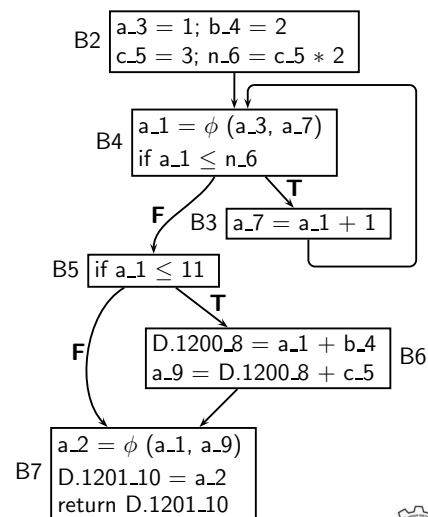 B2
a_3 = 1; b_4 = 2
c_5 = 3; n_6 = c_5 * 2
B4
a_1 = ϕ (a_3, a_7)
if a_1 ≤ n_6
F
T
B3
a_7 = a_1 + 1
B5
if a_1 ≤ 11
F
T
D.1200_8 = a_1 + b_4
a_9 = D.1200_8 + c_5
B6
B7
a_2 = ϕ (a_1, a_9)
D.1201_10 = a_2
return D.1201_10